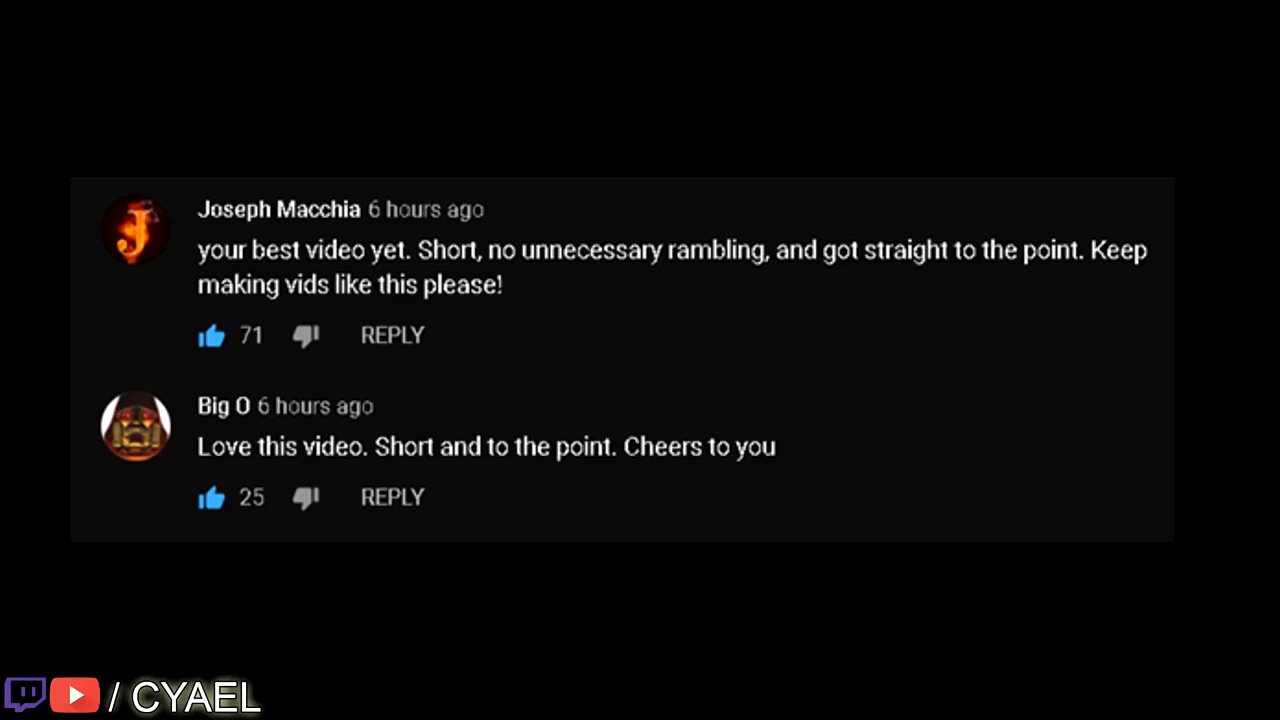 Joseph Macchia 6 hours ago
your best video yet. Short, no unnecessary rambling, and got straight to the point. Keep
making vids like this please!
71 REPLY
Big O 6 hours ago
Love this video. Short and to the point. Cheers to you
25 REPLY
/ CYAEL